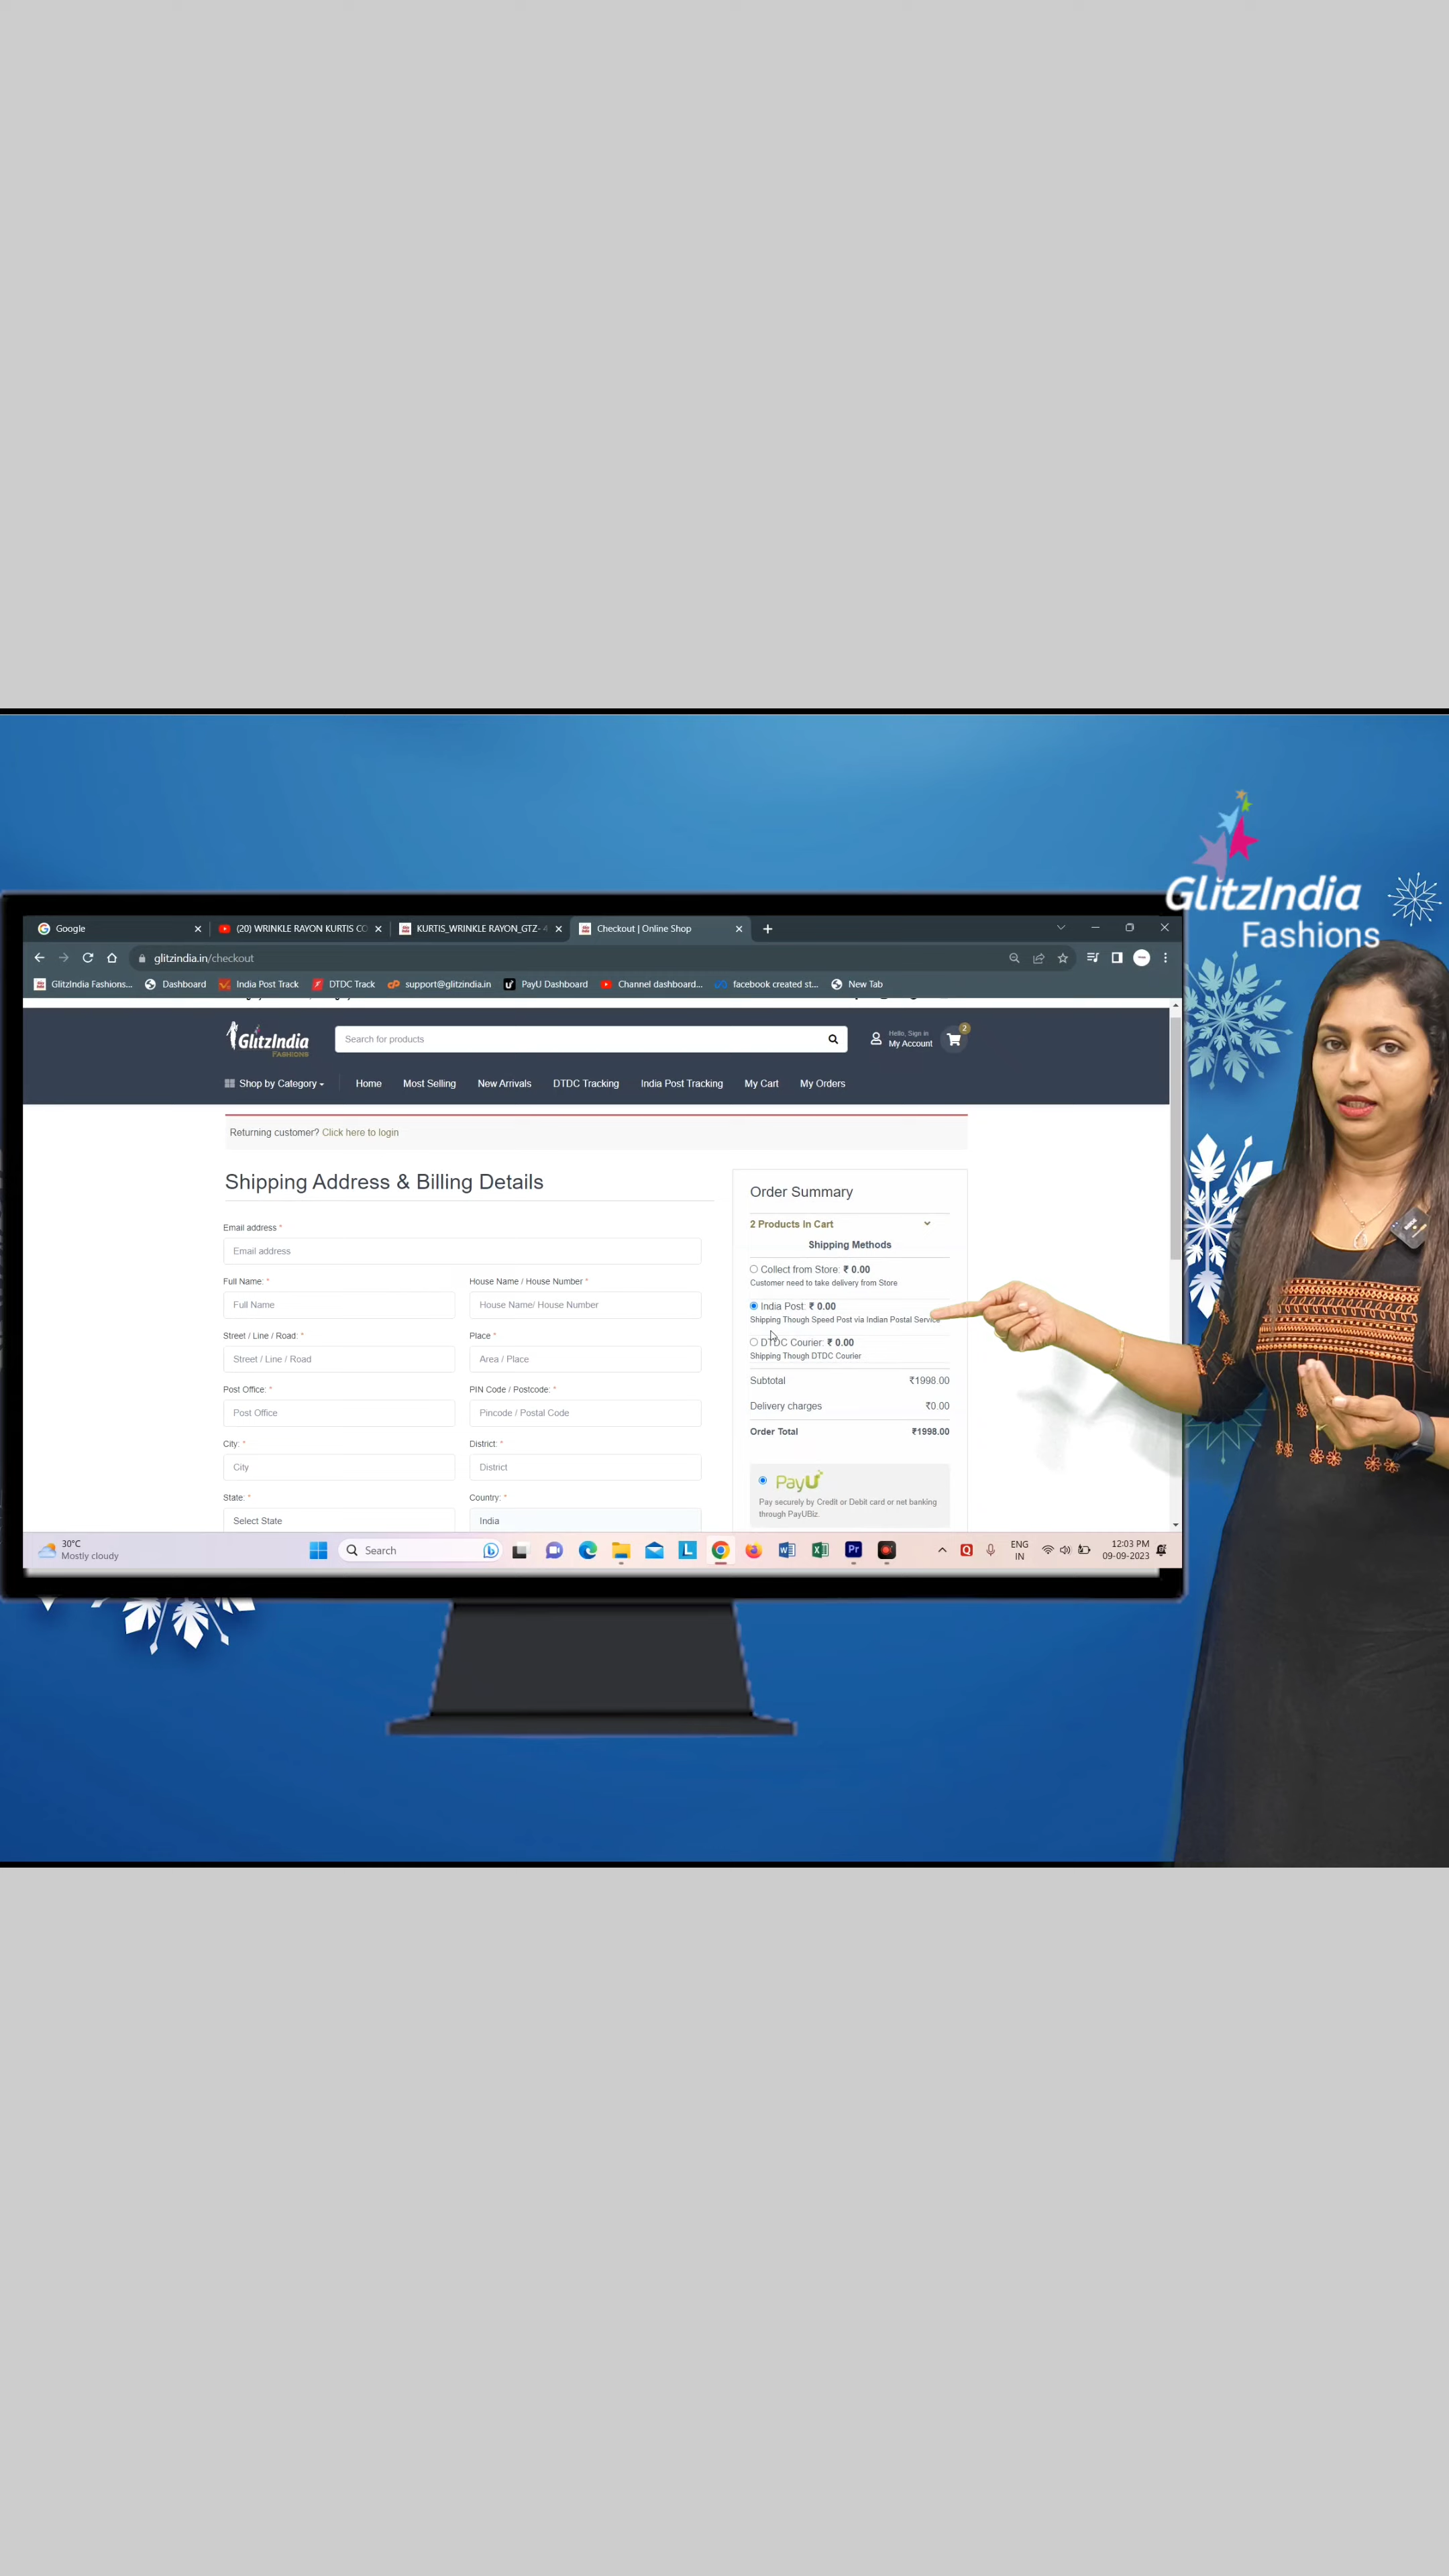 GlitzIndia
Fashions
Google
(20) WRINKLE RAYON KURTIS CO
KURTIS_WRINKLE RAYON_GTZ- 4
Checkout | Online Shop
glitzindia.in/checkout
GlitzIndia Fashions...
Dashboard
India Post Track
DTDC Track
support@glitzindia.in
PayU Dashboard
Channel dashboard...
facebook created st...
New Tab
GlitzIndia
FASHIONS
Search for products
Hello, Sign in
My Account
2
Shop by Category
Home
Most Selling
New Arrivals
DTDC Tracking
India Post Tracking
My Cart
My Orders
Returning customer? Click here to login
Shipping Address & Billing Details
Email address *
Email address
Full Name: *
House Name / House Number *
Full Name
House Name/ House Number
Street / Line / Road: *
Place *
Street / Line / Road
Area / Place
Post Office: *
PIN Code / Postcode: *
Post Office
Pincode / Postal Code
City: *
District: *
City
District
State: *
Country: *
Select State
India
Order Summary
2 Products In Cart
Shipping Methods
Collect from Store: ₹ 0.00
Customer need to take delivery from Store
India Post: ₹ 0.00
Shipping Though Speed Post via Indian Postal Service
DTDC Courier: ₹ 0.00
Shipping Though DTDC Courier
Subtotal ₹1998.00
Delivery charges ₹0.00
Order Total ₹1998.00
PayU
Pay securely by Credit or Debit card or net banking
through PayUBiz.
30°C
Mostly cloudy
Search
ENG
IN
12:03 PM
09-09-2023